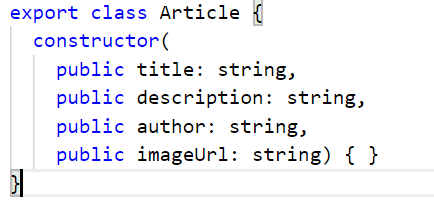 export class Article {
  constructor(
    public title: string,
    public description: string,
    public author: string,
    public imageUrl: string) { }
}